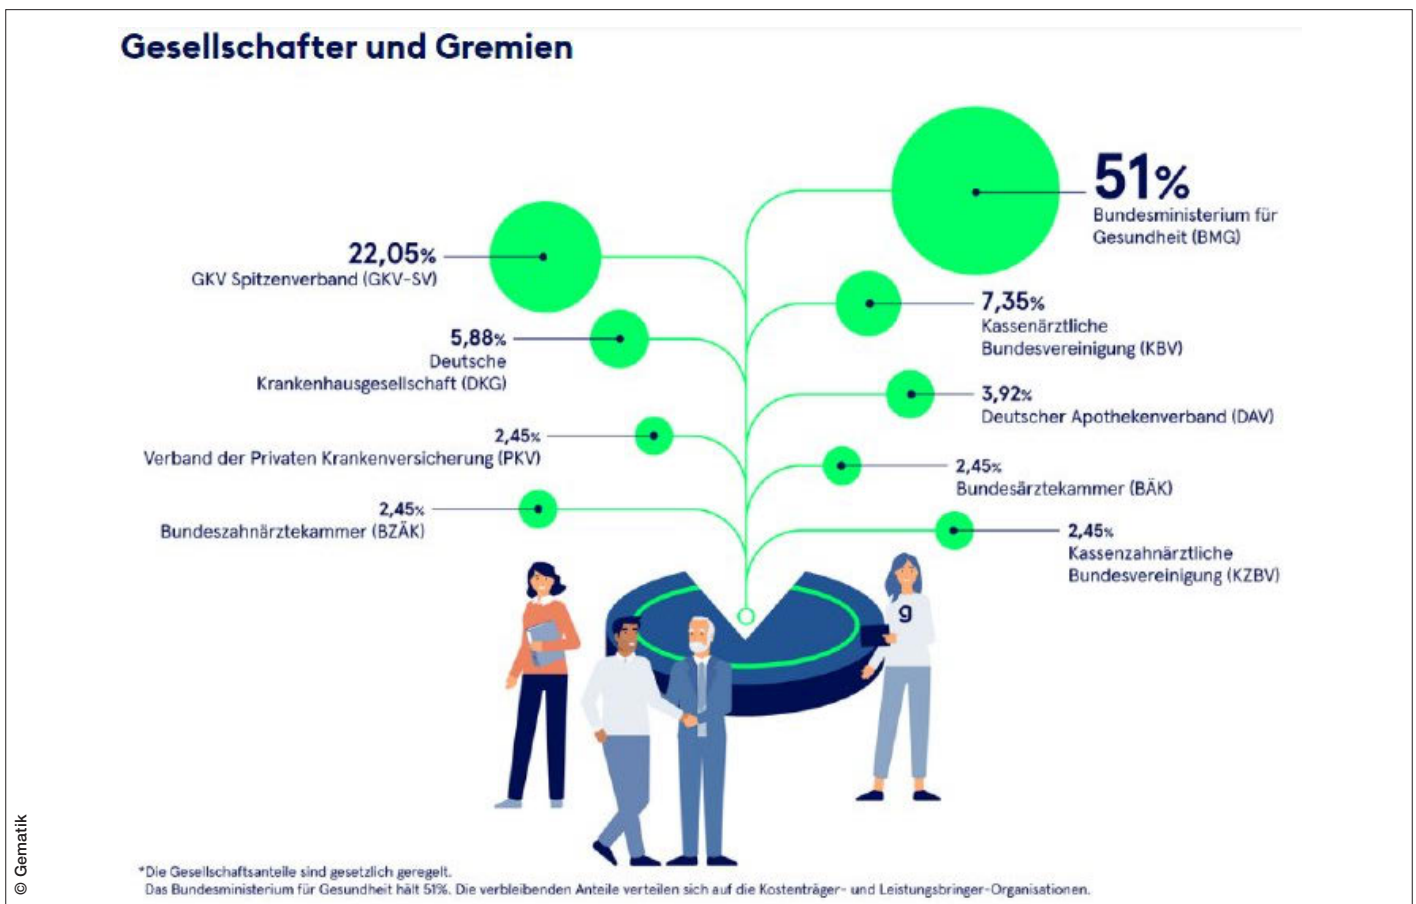 Gesellschafter und Gremien
51%
Bundesministerium für
Gesundheit (BMG)
22,05%
GKV Spitzenverband (GKV-SV)
7,35%
Kassenärztliche
Bundesvereinigung (KBV)
5,88%
Deutsche
Krankenhausgesellschaft (DKG)
3,92%
Deutscher Apothekenverband (DAV)
2,45%
Verband der Privaten Krankenversicherung (PKV)
2,45%
Bundesärztekammer (BÄK)
2,45%
Bundeszahnärztekammer (BZÄK)
2,45%
Kassenzahnärztliche
Bundesvereinigung (KZBV)
g
*Die Gesellschaftsanteile sind gesetzlich geregelt.
Das Bundesministerium für Gesundheit hält 51%. Die verbleibenden Anteile verteilen sich auf die Kostenträger- und Leistungsbringer-Organisationen.
© Gematik